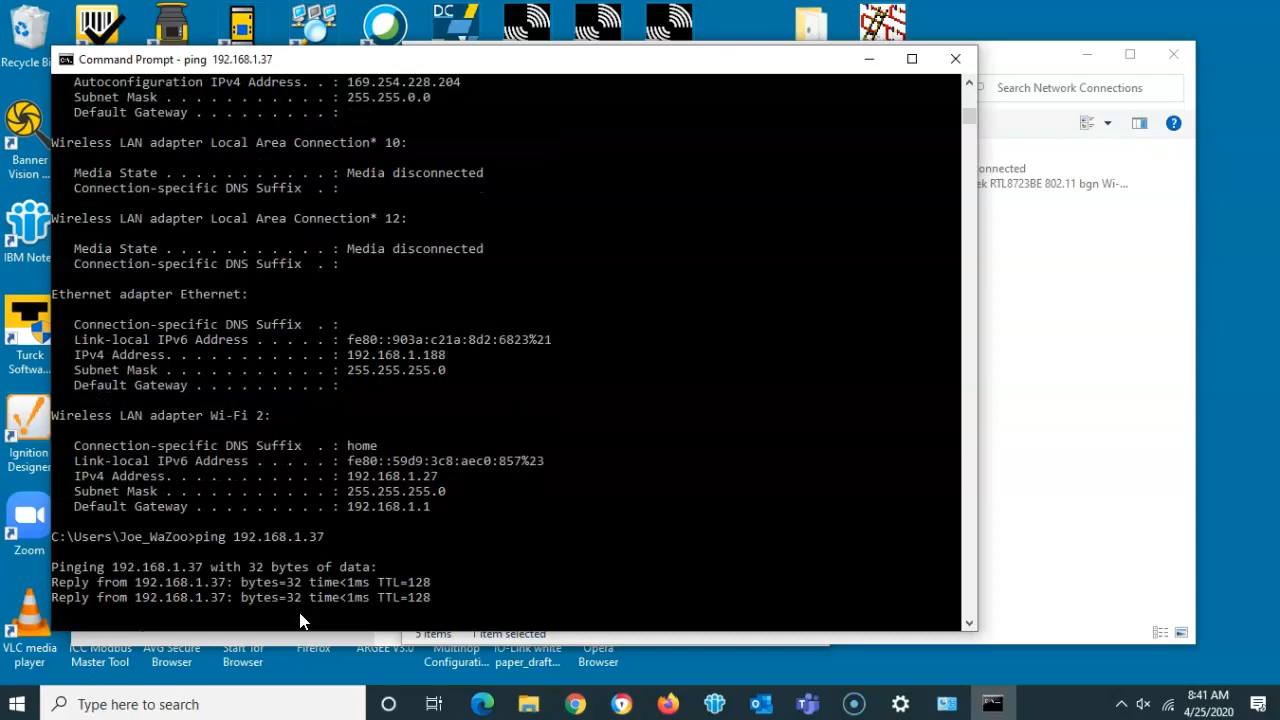 Recycle Bi
DC
Command Prompt - ping  192.168.1.37
Search Network Connections
Autoconfiguration IPv4 Address. . : 169.254.228.204
Subnet Mask . . . . . . . . . . . : 255.255.0.0
Default Gateway . . . . . . . . . :
Wireless LAN adapter Local Area Connection* 10:
Media State . . . . . . . . . . . : Media disconnected
Connection-specific DNS Suffix  . :
Wireless LAN adapter Local Area Connection* 12:
Media State . . . . . . . . . . . : Media disconnected
Connection-specific DNS Suffix  . :
Ethernet adapter Ethernet:
Connection-specific DNS Suffix  . :
Link-local IPv6 Address . . . . . : fe80::903a:c21a:8d2:6823%21
IPv4 Address. . . . . . . . . . . : 192.168.1.188
Subnet Mask . . . . . . . . . . . : 255.255.255.0
Default Gateway . . . . . . . . . :
Wireless LAN adapter Wi-Fi 2:
Connection-specific DNS Suffix  . : home
Link-local IPv6 Address . . . . . : fe80::59d9:3c8:aec0:857%23
IPv4 Address. . . . . . . . . . . : 192.168.1.27
Subnet Mask . . . . . . . . . . . : 255.255.255.0
Default Gateway . . . . . . . . . : 192.168.1.1
C:\Users\Joe_WaZoo>ping 192.168.1.37
Pinging 192.168.1.37 with 32 bytes of data:
Reply from 192.168.1.37: bytes=32 time<1ms TTL=128
Reply from 192.168.1.37: bytes=32 time<1ms TTL=128
onnected
ek RTL8723BE 802.11 bgn Wi-...
5 items
1 item selected
Banner
Vision ...
IBM Note
Turck
Softwa...
Ignition
Designer
Zoom
VLC media
player
ICC Modbus
Master Tool
AVG Secure
Browser
Start Tor
Browser
Firefox
ARGEE V3.0
Multihop
Configurati...
IO-Link white
paper_draft...
Opera
Browser
Type here to search
8:41 AM
4/25/2020